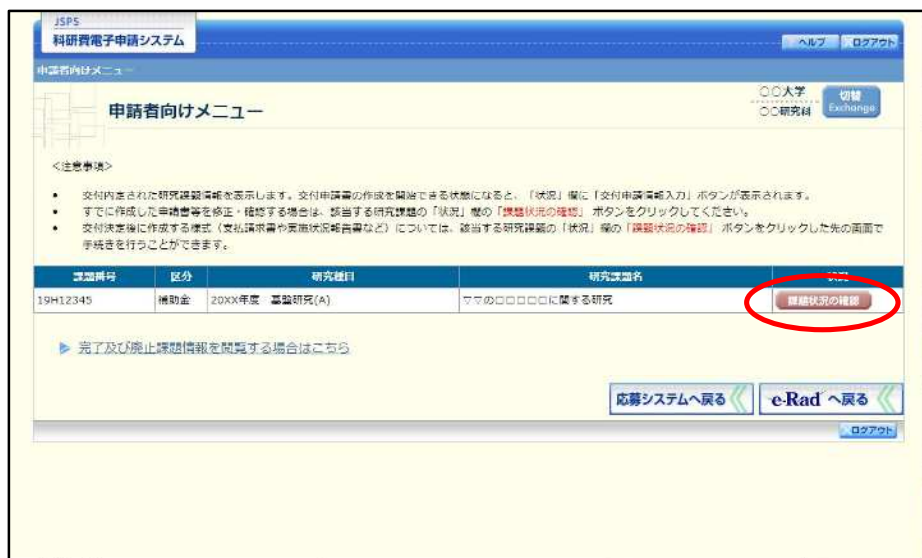 JSPS
科研費電子申請システム
ヘルプ ログアウト
申請者向けメニュー
○○大学
○○研究科
切替
Exchange
申請者向けメニュー
<注意事項>
• 交付内定された研究課題情報を表示します。交付申請書の作成を開始できる状態になると、「状況」欄に「交付申請情報入力」ボタンが表示されます。
• すでに作成した申請書等を修正・確認する場合は、該当する研究課題の「状況」欄の「課題状況の確認」ボタンをクリックしてください。
• 交付決定後に作成する様式（支払請求書や実施状況報告書など）については、該当する研究課題の「状況」欄の「課題状況の確認」ボタンをクリックした先の画面で
手続きを行うことができます。
課題番号 区分 研究種目 研究課題名 状況
19H12345 補助金 20XX年度 基盤研究(A) ▽▽の□□□□□に関する研究 課題状況の確認
完了及び廃止課題情報を閲覧する場合はこちら
応募システムへ戻る e-Rad へ戻る
ログアウト